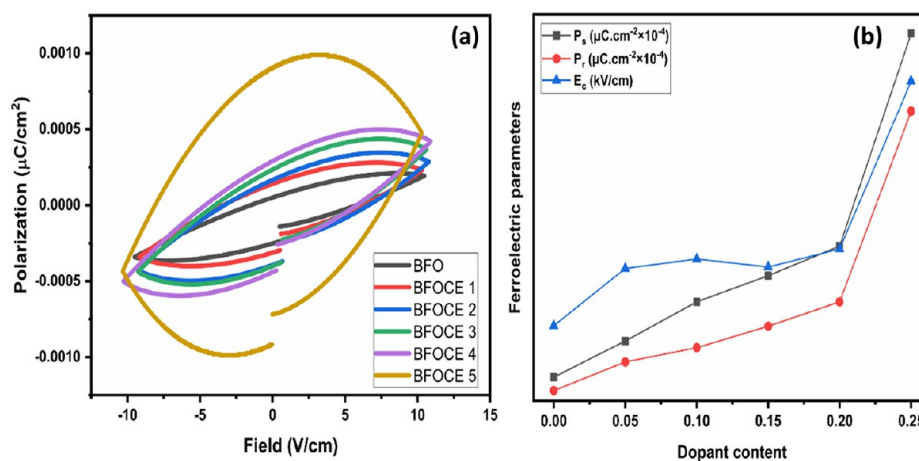 (a)
0.0010
0.0005
0.0000
-0.0005
-0.0010
Polarization (μC/cm²)
BFO
BFOCE 1
BFOCE 2
BFOCE 3
BFOCE 4
BFOCE 5
-10 -5 0 5 10 15
Field (V/cm)
(b)
Pₛ (μC.cm⁻²×10⁻⁴)
Pᵣ (μC.cm⁻²×10⁻⁴)
E꜀ (kV/cm)
Ferroelectric parameters
0.00 0.05 0.10 0.15 0.20 0.25
Dopant content